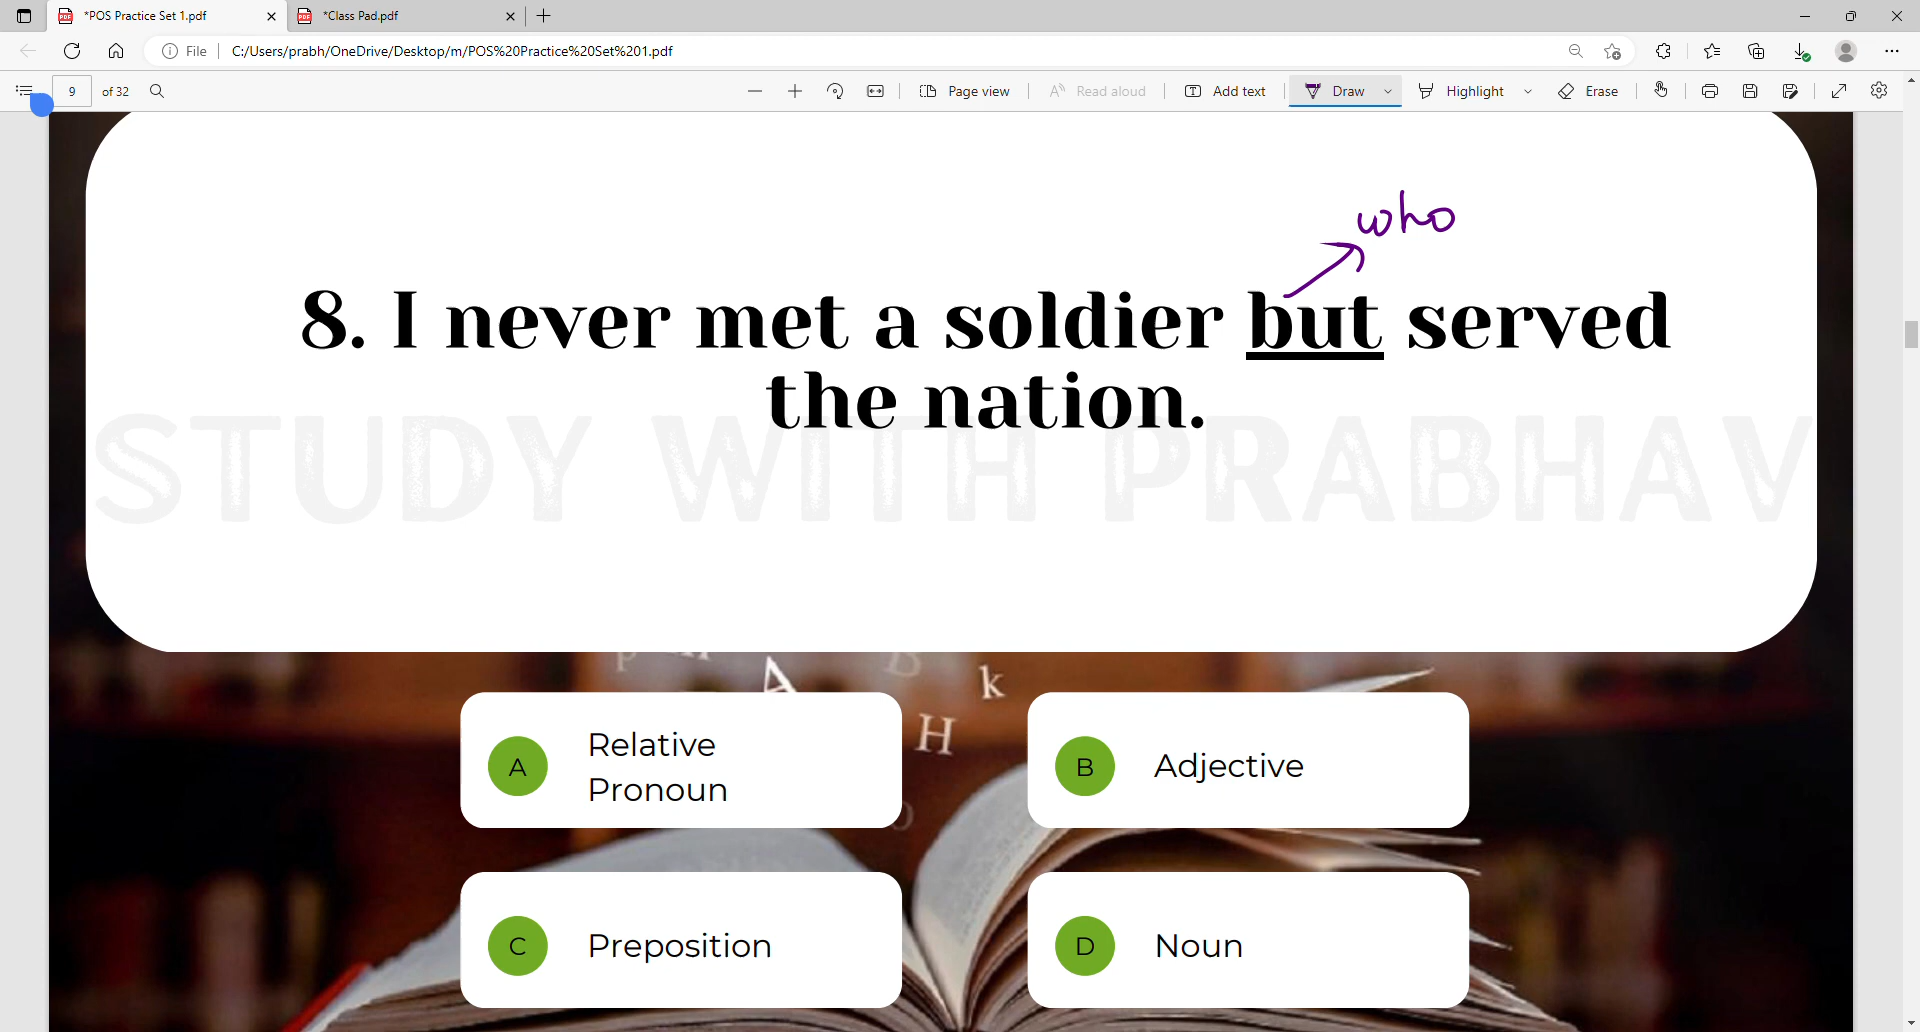 *POS Practice Set 1.pdf
*Class Pad.pdf
File
C:/Users/prabh/OneDrive/Desktop/m/POS%20Practice%20Set%201.pdf
9 of 32
Page view
Read aloud
Add text
Draw
Highlight
Erase
who
8. I never met a soldier but served
the nation.
STUDY WITH PRABHAV
p
A
B
k
H
A Relative
Pronoun
B Adjective
C Preposition
D Noun